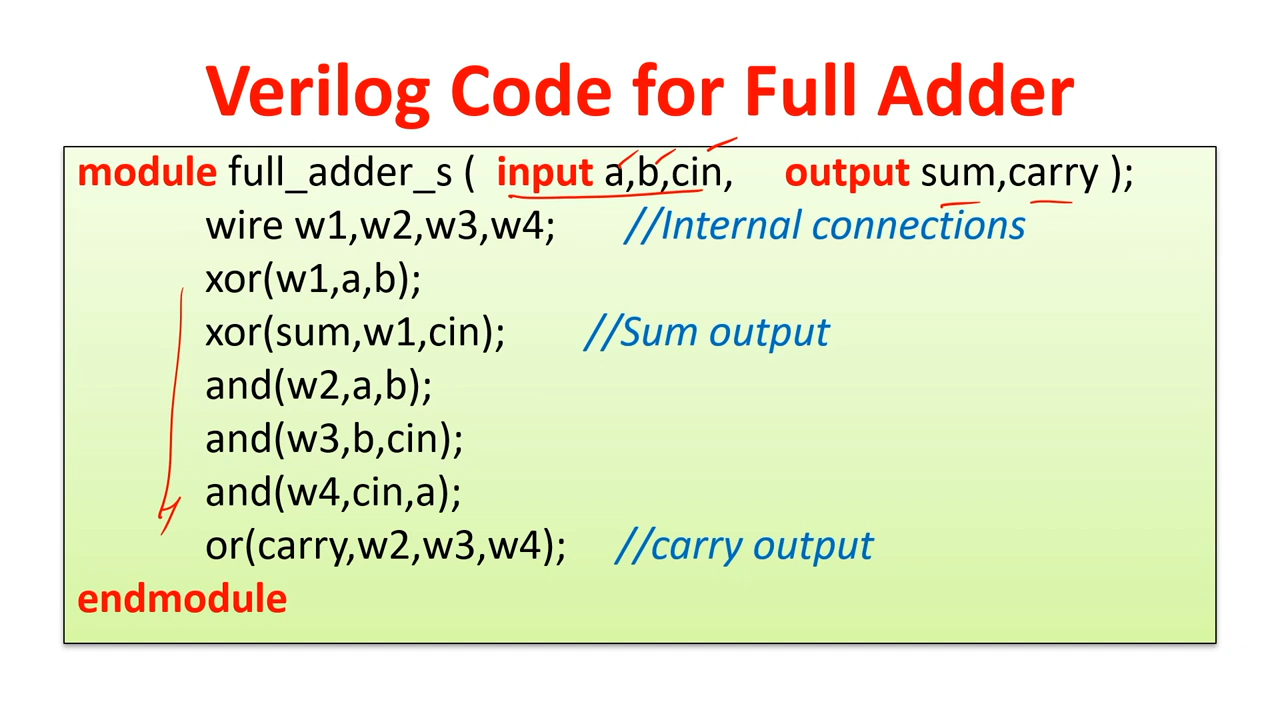 Verilog Code for Full Adder
module full_adder_s ( input a,b,cin, output sum,carry );
wire w1,w2,w3,w4; //Internal connections
xor(w1,a,b);
xor(sum,w1,cin); //Sum output
and(w2,a,b);
and(w3,b,cin);
and(w4,cin,a);
or(carry,w2,w3,w4); //carry output
endmodule